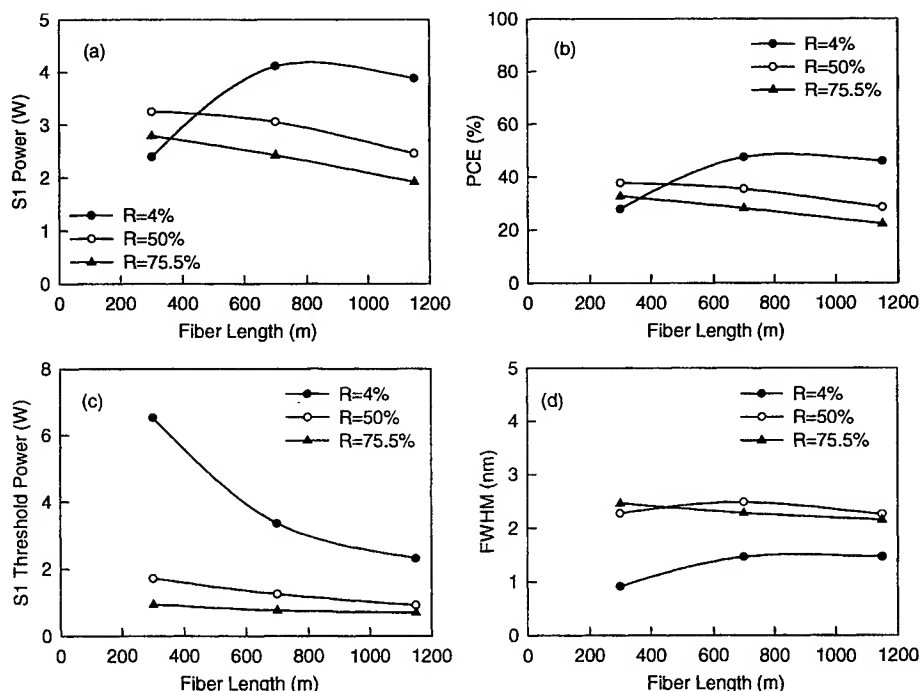 (a)
S1 Power (W)
5
4
3
2
1
0
R=4%
R=50%
R=75.5%
0 200 400 600 800 1000 1200
Fiber Length (m)
(b)
PCE (%)
100
80
60
40
20
0
R=4%
R=50%
R=75.5%
0 200 400 600 800 1000 1200
Fiber Length (m)
(c)
S1 Threshold Power (W)
8
6
4
2
0
R=4%
R=50%
R=75.5%
0 200 400 600 800 1000 1200
Fiber Length (m)
(d)
FWHM (nm)
5
4
3
2
1
0
R=4%
R=50%
R=75.5%
0 200 400 600 800 1000 1200
Fiber Length (m)